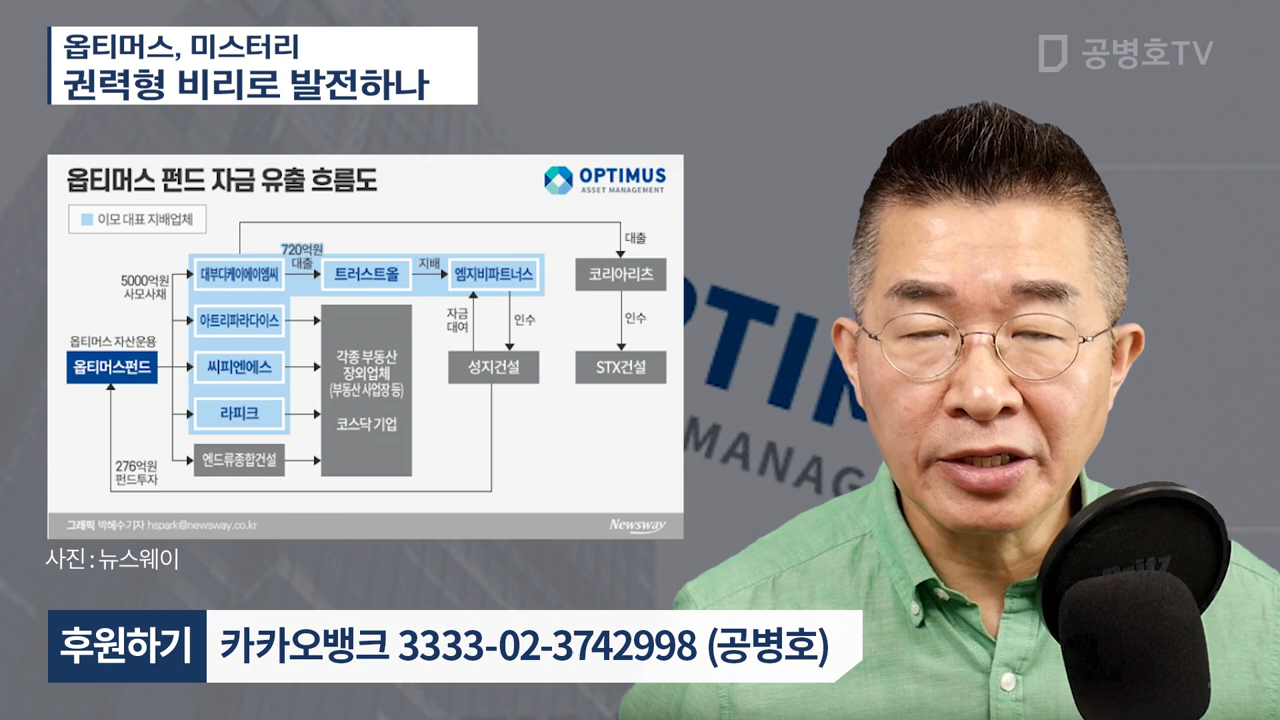 옵티머스, 미스터리
권력형 비리로 발전하나
공병호TV
옵티머스 펀드 자금 유출 흐름도
OPTIMUS
ASSET MANAGEMENT
이모 대표 지배업체
대출
720억원
대출
지배
대부디케이에이엠씨
트러스트올
엠지비파트너스
코리아리츠
5000억원
사모사채
아트리파라다이스
자금
대여
인수
인수
옵티머스 자산운용
옵티머스펀드
씨피엔에스
각종 부동산
장외업체
(부동산 사업장 등)
코스닥 기업
성지건설
STX건설
라피크
엔드류종합건설
276억원
펀드투자
그래픽 박혜수 기자 hspark@newsway.co.kr
Newsway
사진 : 뉴스웨이
PTIM
MANAG
후원하기
카카오뱅크 3333-02-3742998 (공병호)